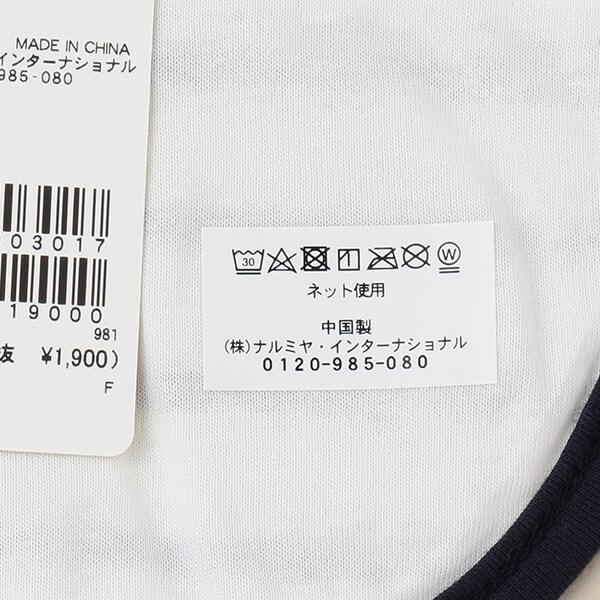 MADE IN CHINA
インターナショナル
985-080
03017
19000
981
抜 ¥1,900)
F
30
W
ネット使用
中国製
(株)ナルミヤ・インターナショナル
0120-985-080